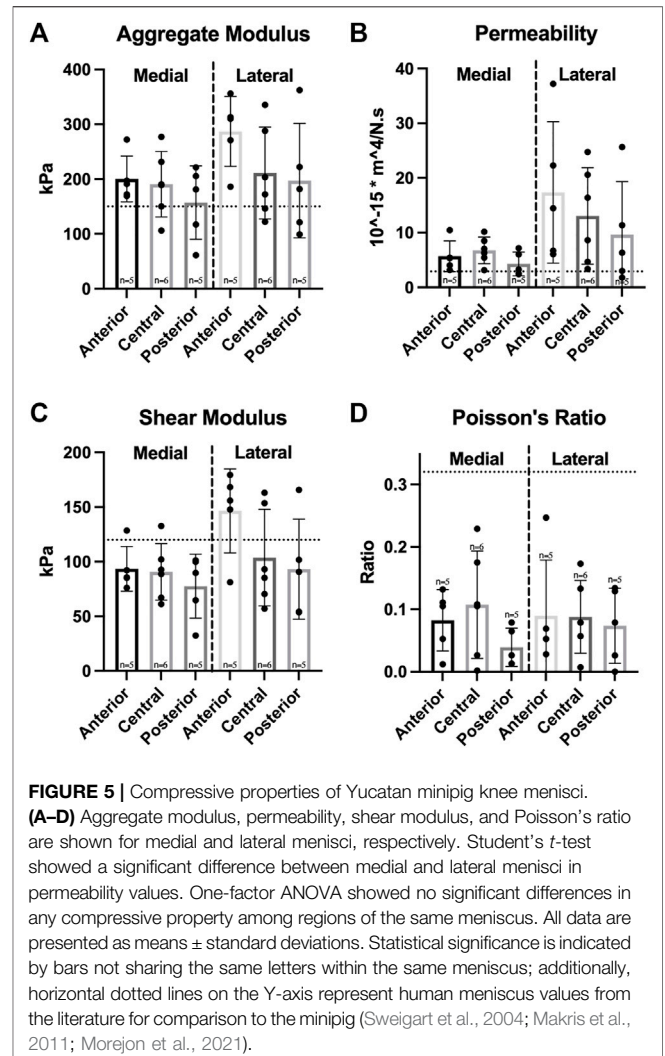 A Aggregate Modulus
Medial Lateral
kPa
400
300
200
100
0
n=5 n=6 n=5 n=5 n=6 n=5
Anterior Central Posterior Anterior Central Posterior
B Permeability
Medial Lateral
10^-15 * m^4/N.s
40
30
20
10
0
n=5 n=6 n=5 n=5 n=6 n=5
Anterior Central Posterior Anterior Central Posterior
C Shear Modulus
Medial Lateral
kPa
200
150
100
50
0
n=5 n=6 n=5 n=5 n=6 n=5
Anterior Central Posterior Anterior Central Posterior
D Poisson's Ratio
Medial Lateral
Ratio
0.3
0.2
0.1
0.0
n=5 n=6 n=5 n=5 n=6 n=5
Anterior Central Posterior Anterior Central Posterior
FIGURE 5 | Compressive properties of Yucatan minipig knee menisci.
(A–D) Aggregate modulus, permeability, shear modulus, and Poisson's ratio
are shown for medial and lateral menisci, respectively. Student's t-test
showed a significant difference between medial and lateral menisci in
permeability values. One-factor ANOVA showed no significant differences in
any compressive property among regions of the same meniscus. All data are
presented as means ± standard deviations. Statistical significance is indicated
by bars not sharing the same letters within the same meniscus; additionally,
horizontal dotted lines on the Y-axis represent human meniscus values from
the literature for comparison to the minipig (Sweigart et al., 2004; Makris et al.,
2011; Morejon et al., 2021).